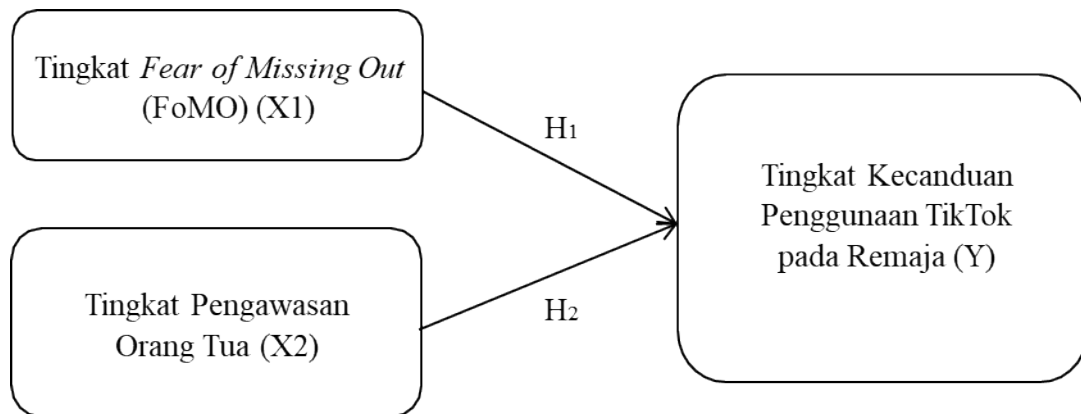 Tingkat Fear of Missing Out
(FoMO) (X1)
H1
Tingkat Kecanduan
Penggunaan TikTok
pada Remaja (Y)
Tingkat Pengawasan
Orang Tua (X2)
H2